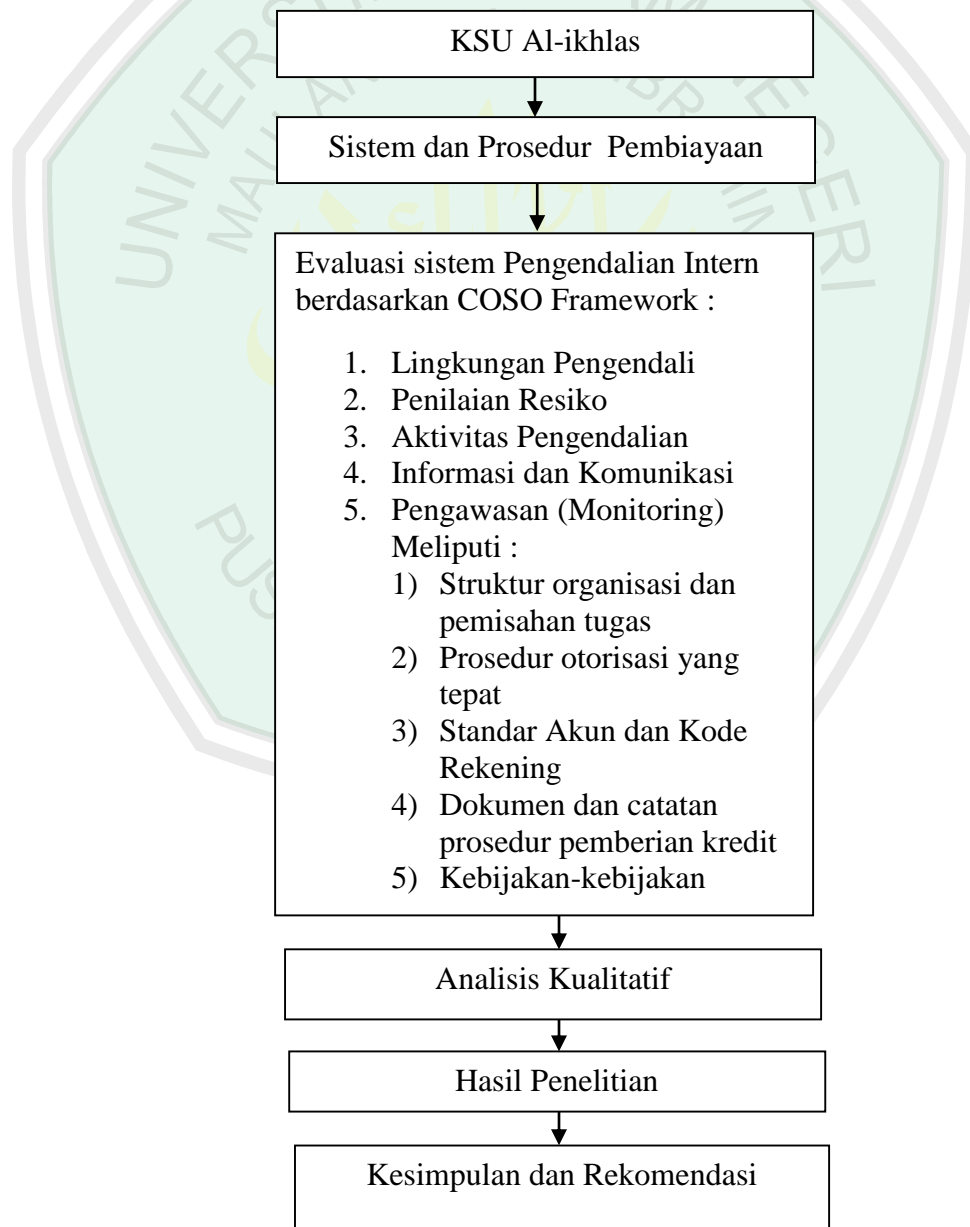 KSU Al-ikhlas
Sistem dan Prosedur Pembiayaan
Evaluasi sistem Pengendalian Intern
berdasarkan COSO Framework :
1. Lingkungan Pengendali
2. Penilaian Resiko
3. Aktivitas Pengendalian
4. Informasi dan Komunikasi
5. Pengawasan (Monitoring)
Meliputi :
1) Struktur organisasi dan
pemisahan tugas
2) Prosedur otorisasi yang
tepat
3) Standar Akun dan Kode
Rekening
4) Dokumen dan catatan
prosedur pemberian kredit
5) Kebijakan-kebijakan
Analisis Kualitatif
Hasil Penelitian
Kesimpulan dan Rekomendasi